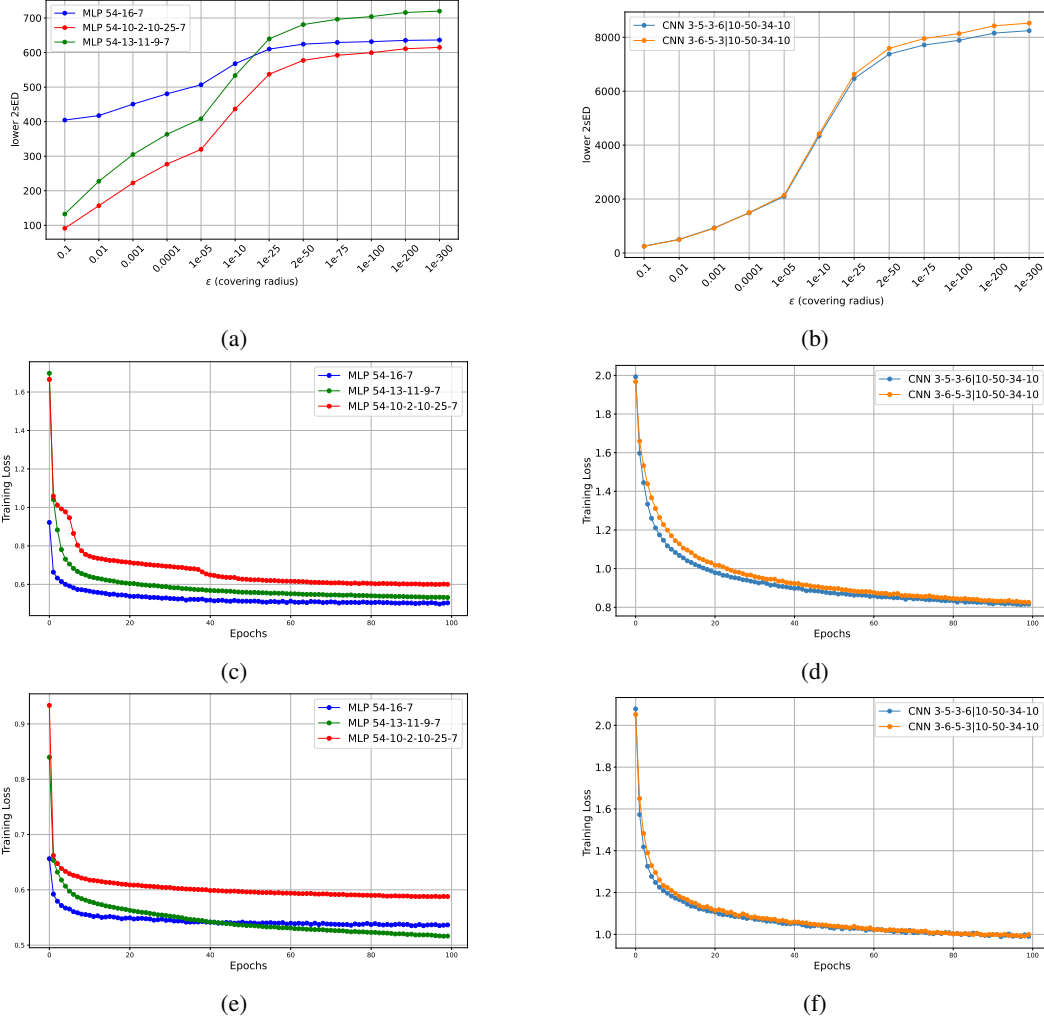 MLP 54-16-7
MLP 54-10-2-10-25-7
MLP 54-13-11-9-7
lower 2sED
700
600
500
400
300
200
100
0.1
0.01
0.001
0.0001
1e-05
1e-10
1e-25
2e-50
1e-75
1e-100
1e-200
1e-300
ε (covering radius)
(a)
CNN 3-5-3-6|10-50-34-10
CNN 3-6-5-3|10-50-34-10
lower 2sED
8000
6000
4000
2000
0
0.1
0.01
0.001
0.0001
1e-05
1e-10
1e-25
2e-50
1e-75
1e-100
1e-200
1e-300
ε (covering radius)
(b)
MLP 54-16-7
MLP 54-13-11-9-7
MLP 54-10-2-10-25-7
Training Loss
1.6
1.4
1.2
1.0
0.8
0.6
0
20
40
60
80
100
Epochs
(c)
CNN 3-5-3-6|10-50-34-10
CNN 3-6-5-3|10-50-34-10
Training Loss
2.0
1.8
1.6
1.4
1.2
1.0
0.8
0
20
40
60
80
100
Epochs
(d)
MLP 54-16-7
MLP 54-13-11-9-7
MLP 54-10-2-10-25-7
Training Loss
0.9
0.8
0.7
0.6
0.5
0
20
40
60
80
100
Epochs
(e)
CNN 3-5-3-6|10-50-34-10
CNN 3-6-5-3|10-50-34-10
Training Loss
2.0
1.8
1.6
1.4
1.2
1.0
0
20
40
60
80
100
Epochs
(f)